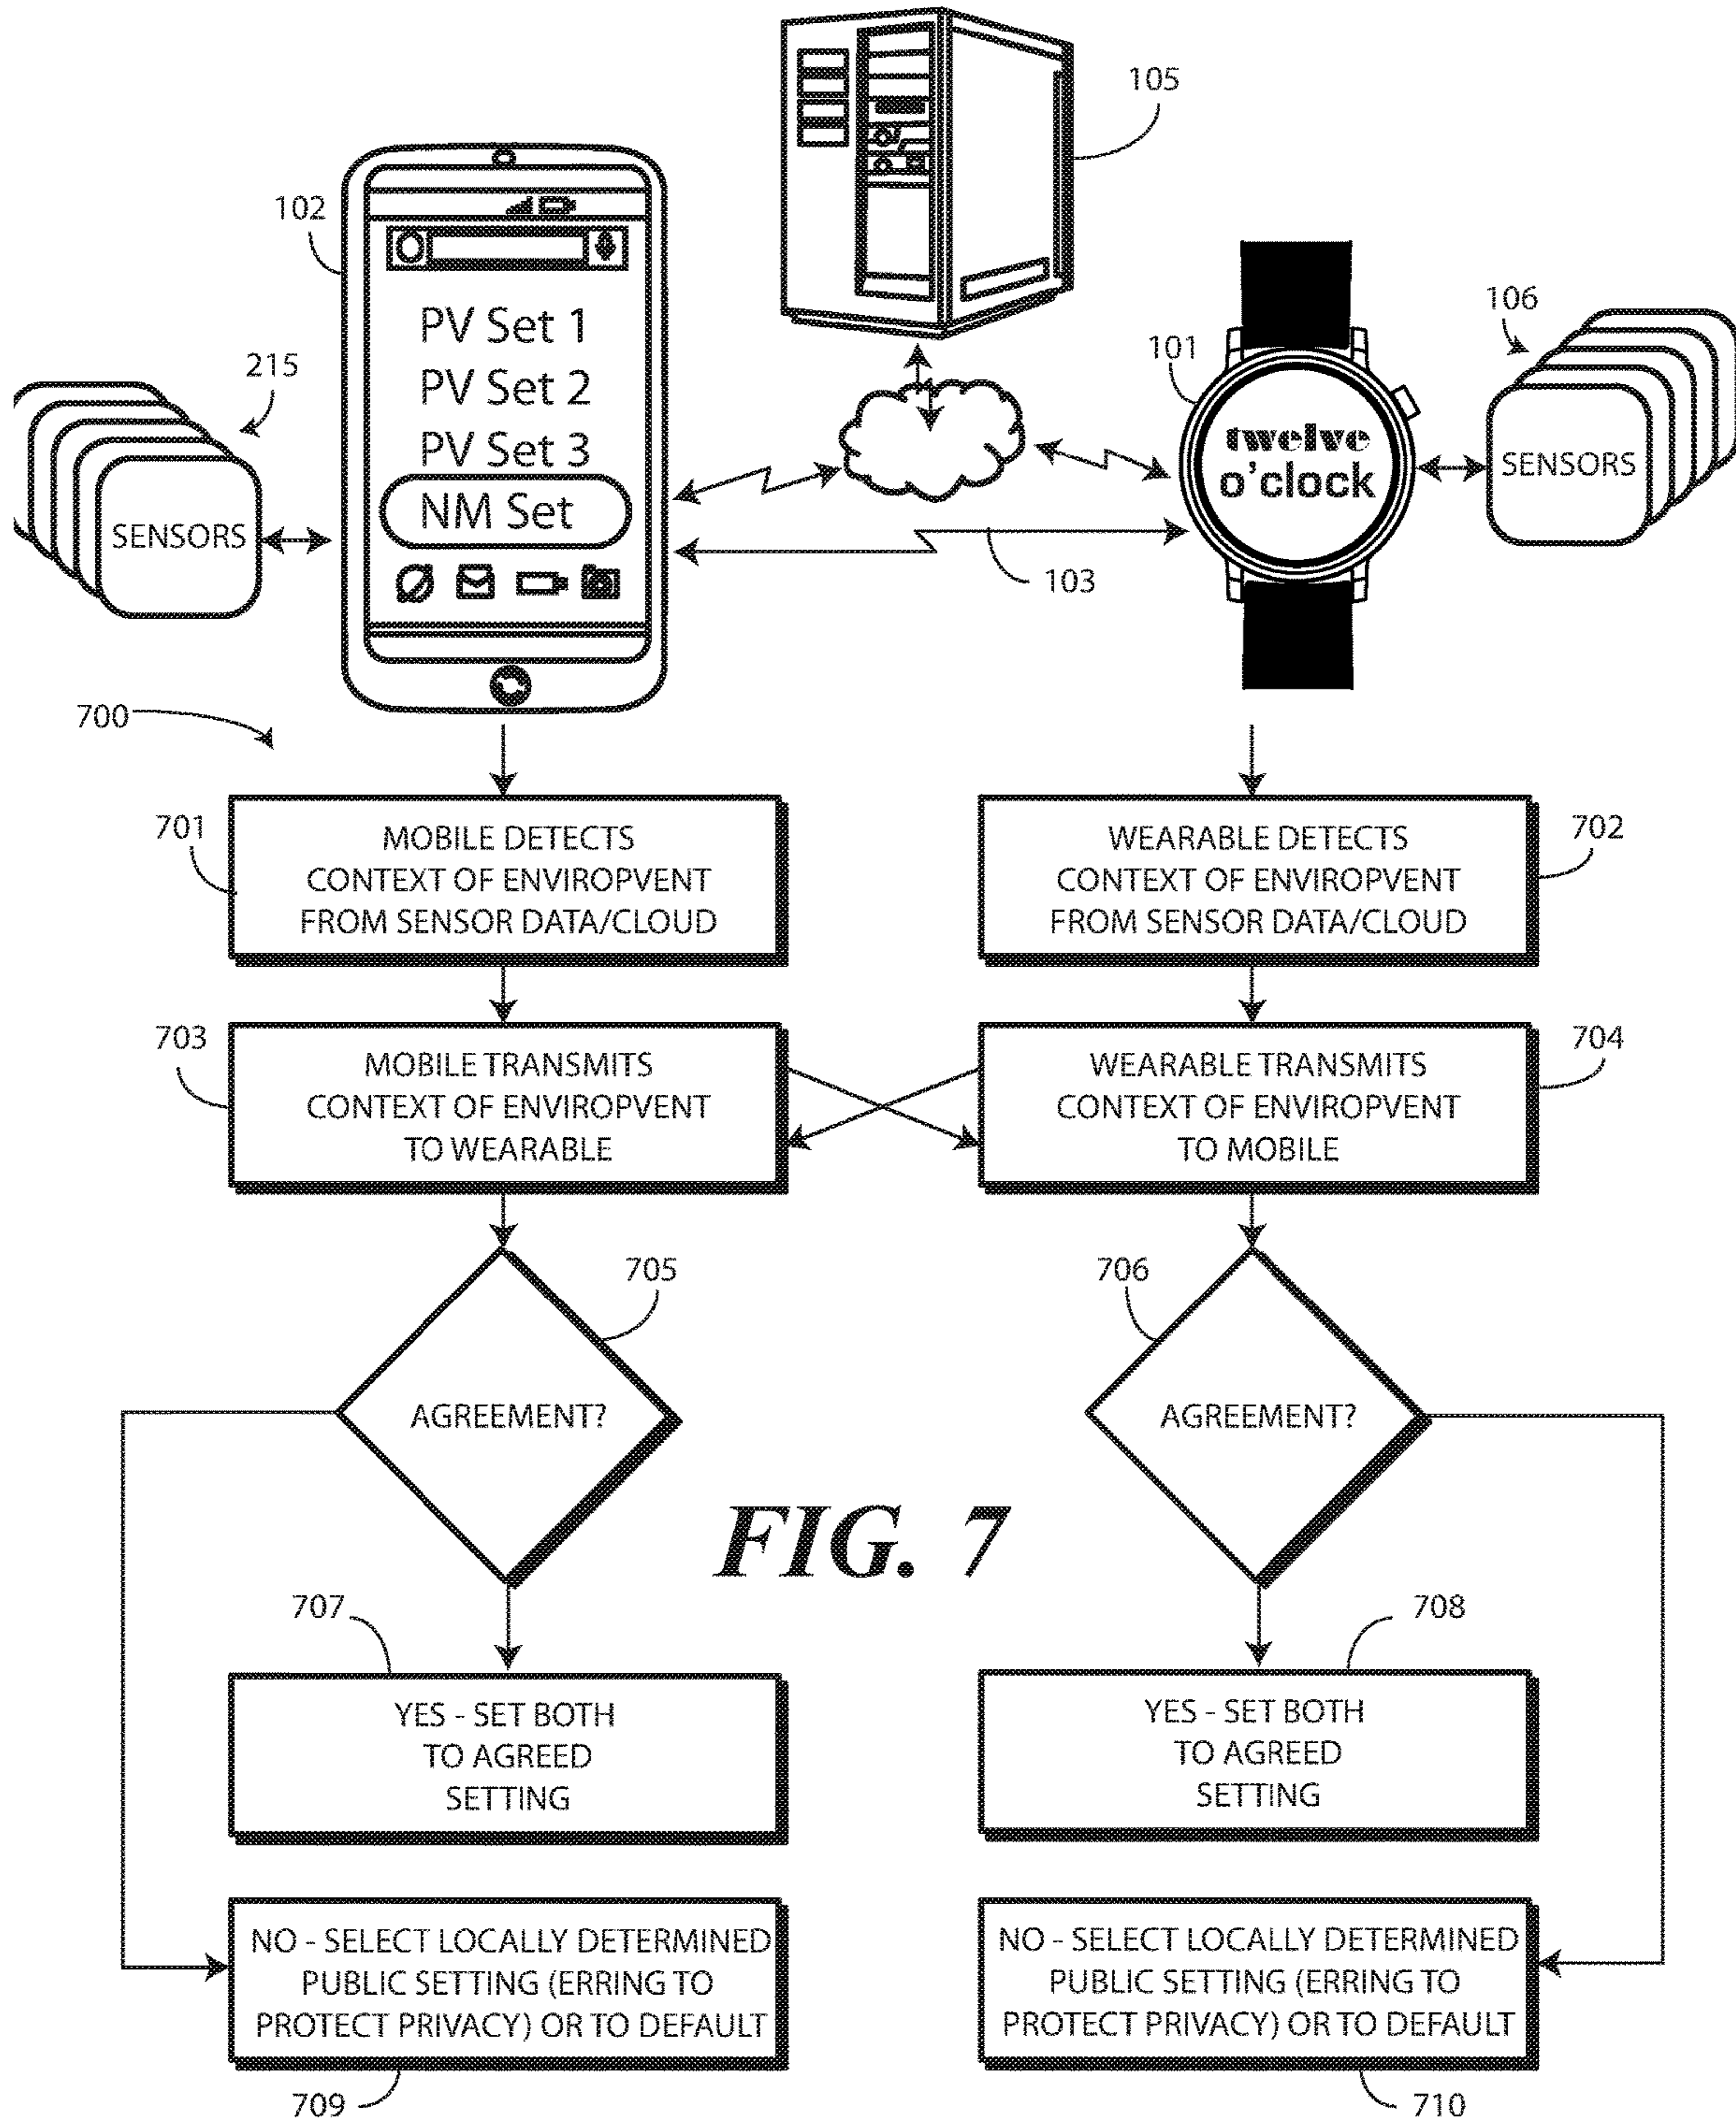 105
102
PV Set 1
PV Set 2
PV Set 3
NM Set
215
SENSORS
106
101
twelve
o'clock
SENSORS
103
700
701
MOBILE DETECTS
CONTEXT OF ENVIROPVENT
FROM SENSOR DATA/CLOUD
702
WEARABLE DETECTS
CONTEXT OF ENVIROPVENT
FROM SENSOR DATA/CLOUD
703
MOBILE TRANSMITS
CONTEXT OF ENVIROPVENT
TO WEARABLE
704
WEARABLE TRANSMITS
CONTEXT OF ENVIROPVENT
TO MOBILE
705
AGREEMENT?
706
AGREEMENT?
FIG. 7
707
YES - SET BOTH
TO AGREED
SETTING
708
YES - SET BOTH
TO AGREED
SETTING
NO - SELECT LOCALLY DETERMINED
PUBLIC SETTING (ERRING TO
PROTECT PRIVACY) OR TO DEFAULT
709
NO - SELECT LOCALLY DETERMINED
PUBLIC SETTING (ERRING TO
PROTECT PRIVACY) OR TO DEFAULT
710